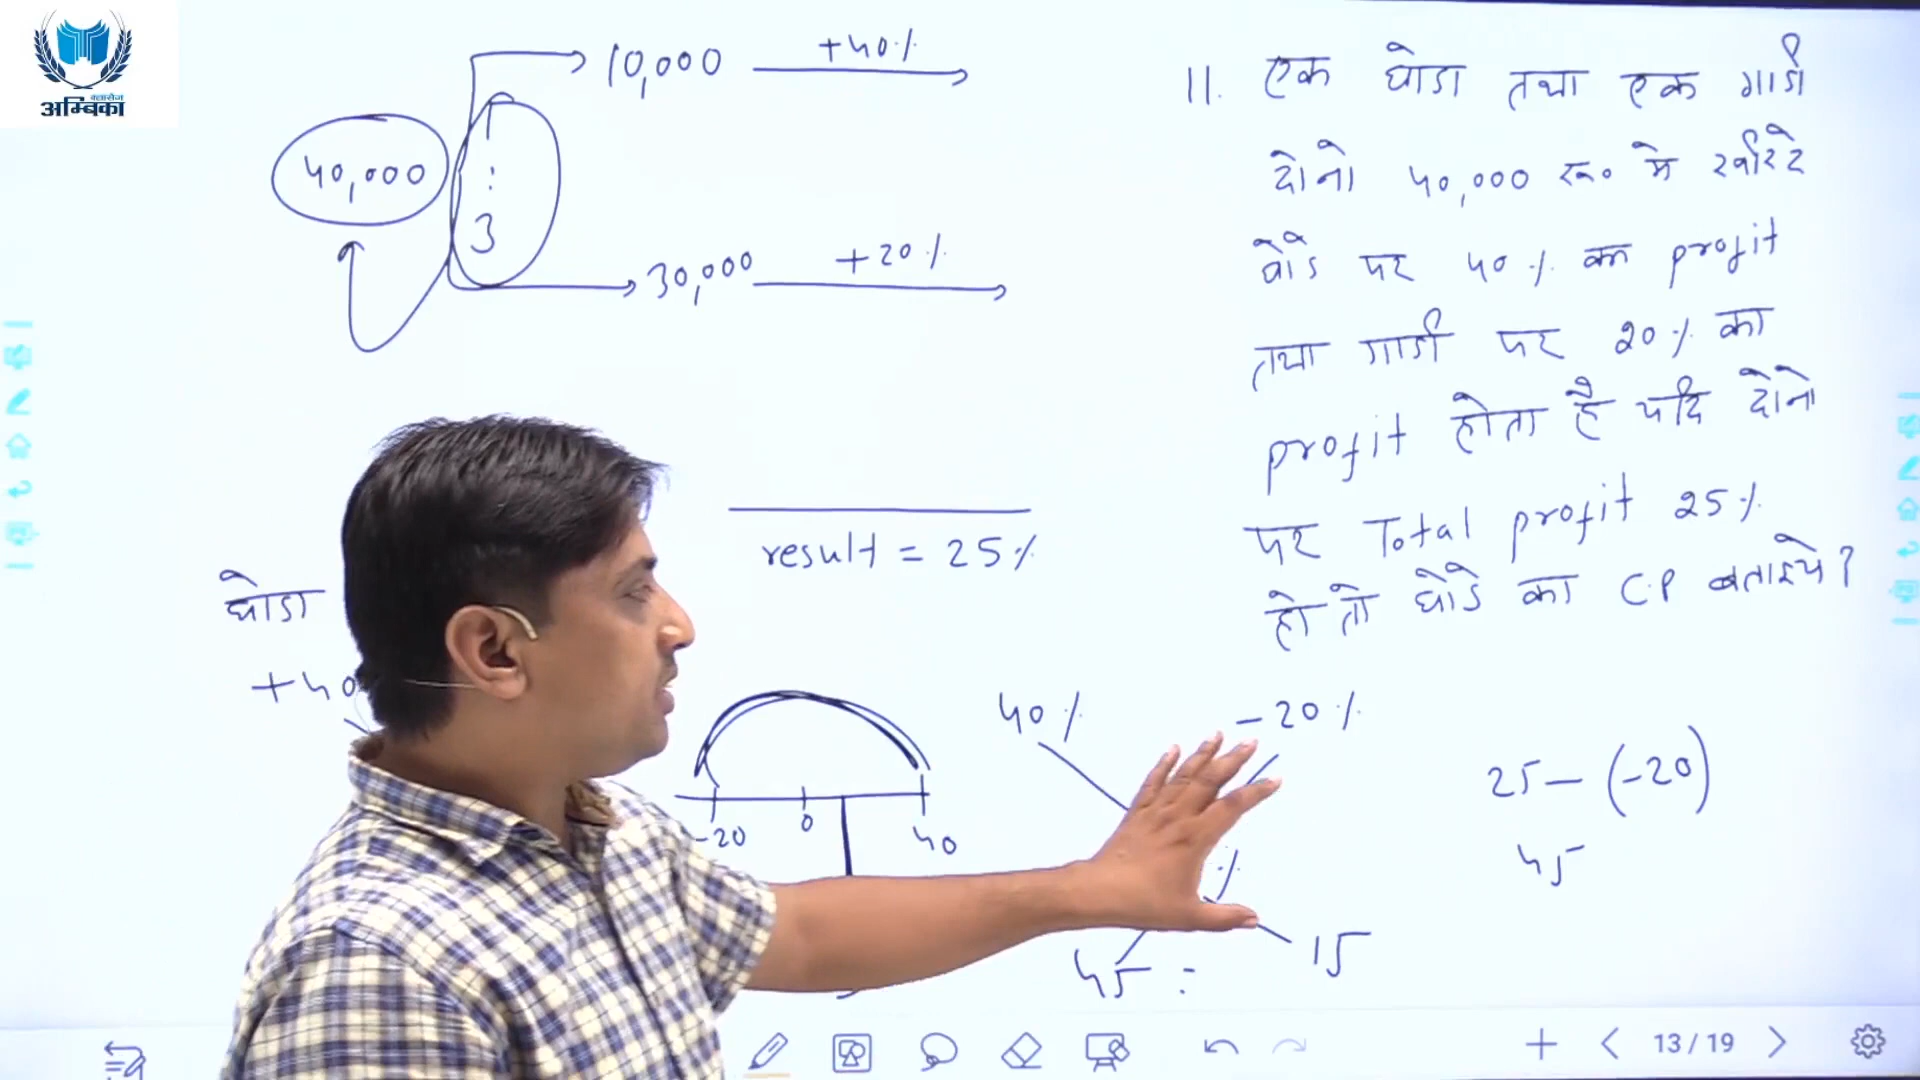 क्लासेज
अम्बिका
10,000 +40%
40,000
1
:
3
30,000 +20%
result = 25%
घोडा
+40
-20 0 40
40% -20%
%
45 : 15
11. एक घोडा तथा एक गाडी
दोनो 40,000 रू० मे खरीदे
घोडे पर 40% का profit
तथा गाडी पर 20% का
profit होता है यदि दोनो
पर Total profit 25%
हो तो घोडे का C.P बताइये?
25 - (-20)
45
13/19